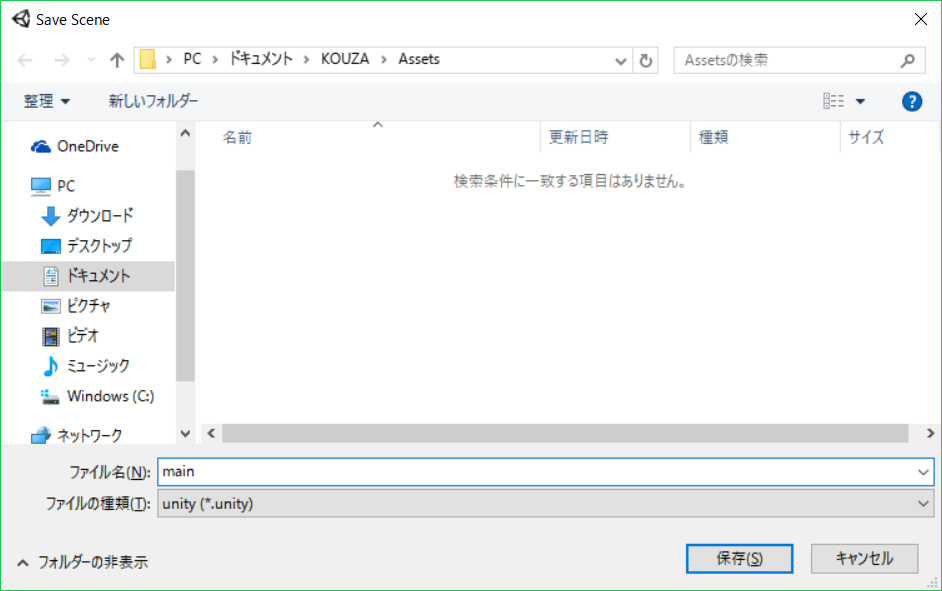 Save Scene
PC › ドキュメント › KOUZA › Assets
Assetsの検索
整理 新しいフォルダー
名前 更新日時 種類 サイズ
検索条件に一致する項目はありません。
OneDrive
PC
ダウンロード
デスクトップ
ドキュメント
ピクチャ
ビデオ
ミュージック
Windows (C:)
ネットワーク
ファイル名(N): main
ファイルの種類(T): unity (*.unity)
フォルダーの非表示
保存(S) キャンセル